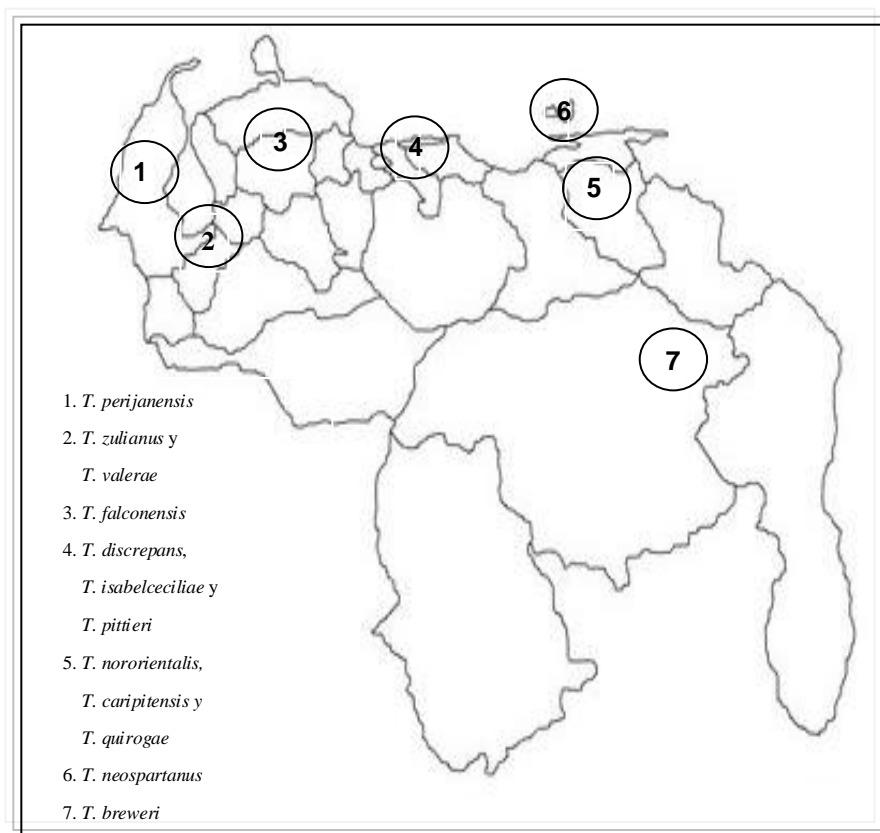 6
3
4
1
5
2
7
1. T. perijanensis
2. T. zulianus y
T. valerae
3. T. falconensis
4. T. discrepans,
T. isabelceciliae y
T. pittieri
5. T. nororientalis,
T. caripitensis y
T. quirogae
6. T. neospartanus
7. T. breweri